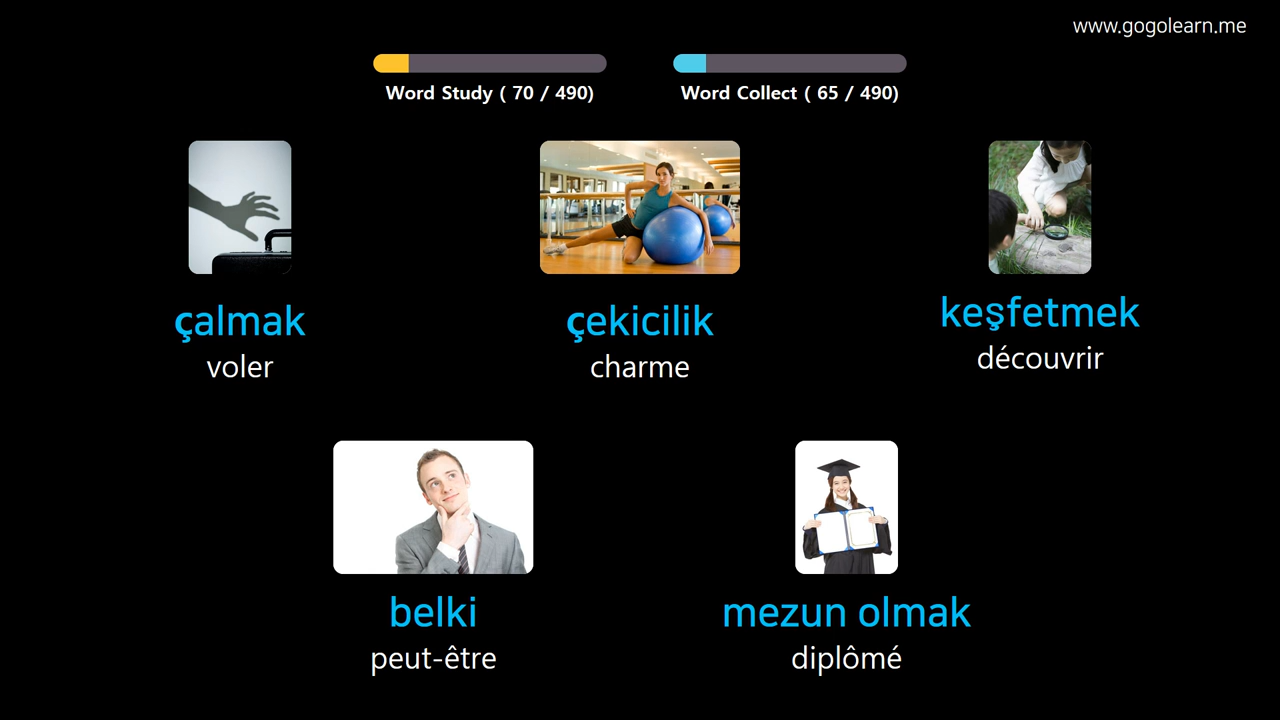 www.gogolearn.me
Word Study ( 70 / 490)
Word Collect ( 65 / 490)
çalmak
voler
çekicilik
charme
keşfetmek
découvrir
belki
peut-être
mezun olmak
diplômé